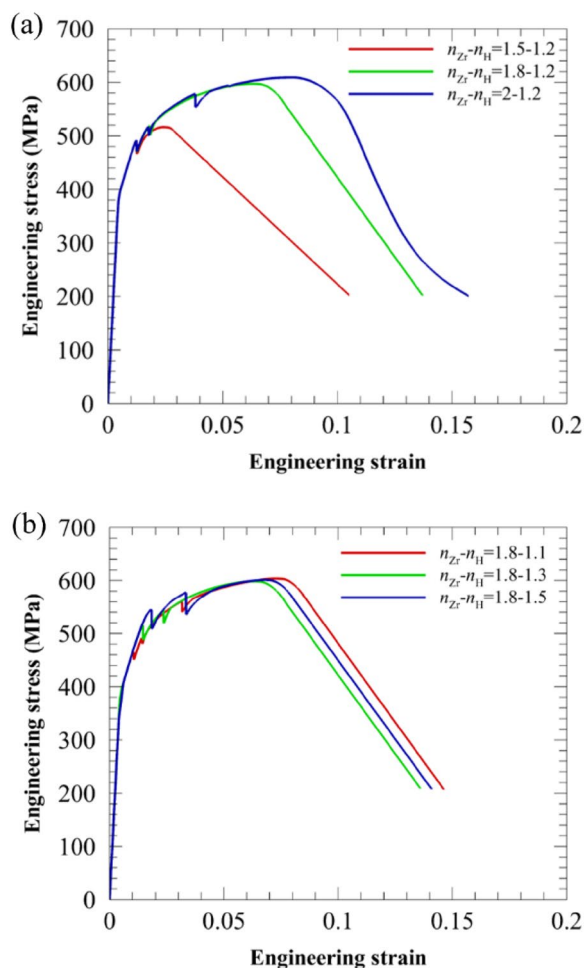 (a)
700
600
500
400
300
200
100
0
Engineering stress (MPa)
n_Zr-n_H=1.5-1.2
n_Zr-n_H=1.8-1.2
n_Zr-n_H=2-1.2
0
0.05
0.1
0.15
0.2
Engineering strain
(b)
700
600
500
400
300
200
100
0
Engineering stress (MPa)
n_Zr-n_H=1.8-1.1
n_Zr-n_H=1.8-1.3
n_Zr-n_H=1.8-1.5
0
0.05
0.1
0.15
0.2
Engineering strain